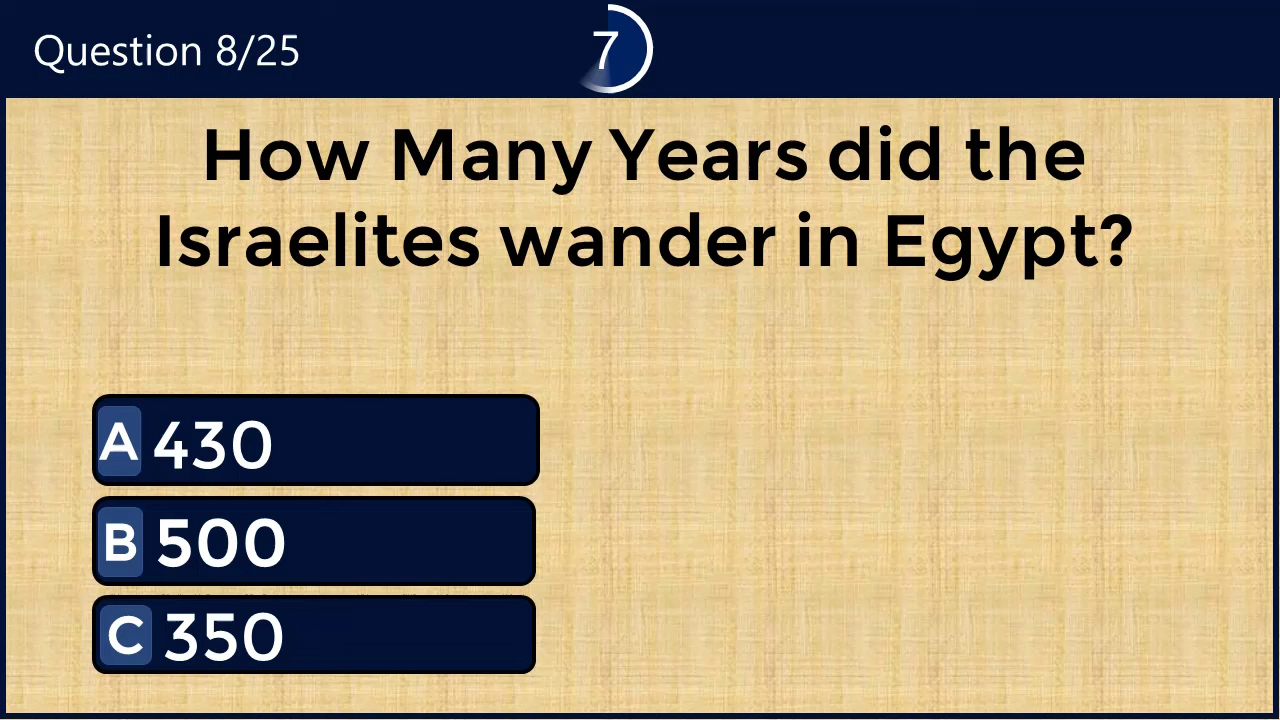 Question 8/25
7
How Many Years did the
Israelites wander in Egypt?
A 430
B 500
C 350